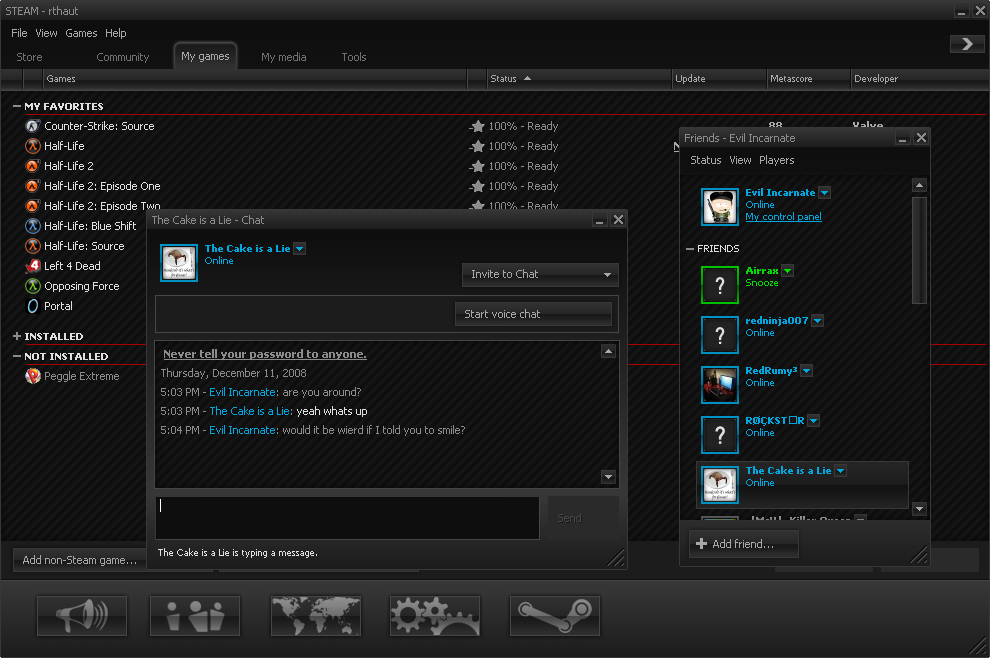 STEAM - rthaut
File View Games Help
Store Community My games My media Tools
Games Status Update Metascore Developer
MY FAVORITES
Counter-Strike: Source 100% - Ready 88 Valve
Half-Life 100% - Ready
Half-Life 2 100% - Ready
Half-Life 2: Episode One 100% - Ready
Half-Life 2: Episode Two 100% - Ready
Half-Life: Blue Shift
Half-Life: Source
Left 4 Dead
Opposing Force
Portal
INSTALLED
NOT INSTALLED
Peggle Extreme
Add non-Steam game...
The Cake is a Lie - Chat
The Cake is a Lie
Online
Invite to Chat
Start voice chat
Never tell your password to anyone.
Thursday, December 11, 2008
5:03 PM - Evil Incarnate: are you around?
5:03 PM - The Cake is a Lie: yeah whats up
5:04 PM - Evil Incarnate: would it be wierd if I told you to smile?
Send
The Cake is a Lie is typing a message.
Friends - Evil Incarnate
Status View Players
Evil Incarnate
Online
My control panel
FRIENDS
? Airrax
Snooze
? redninja007
Online
RedRumy³
Online
? RØÇKST□R
Online
The Cake is a Lie
Online
Add friend...